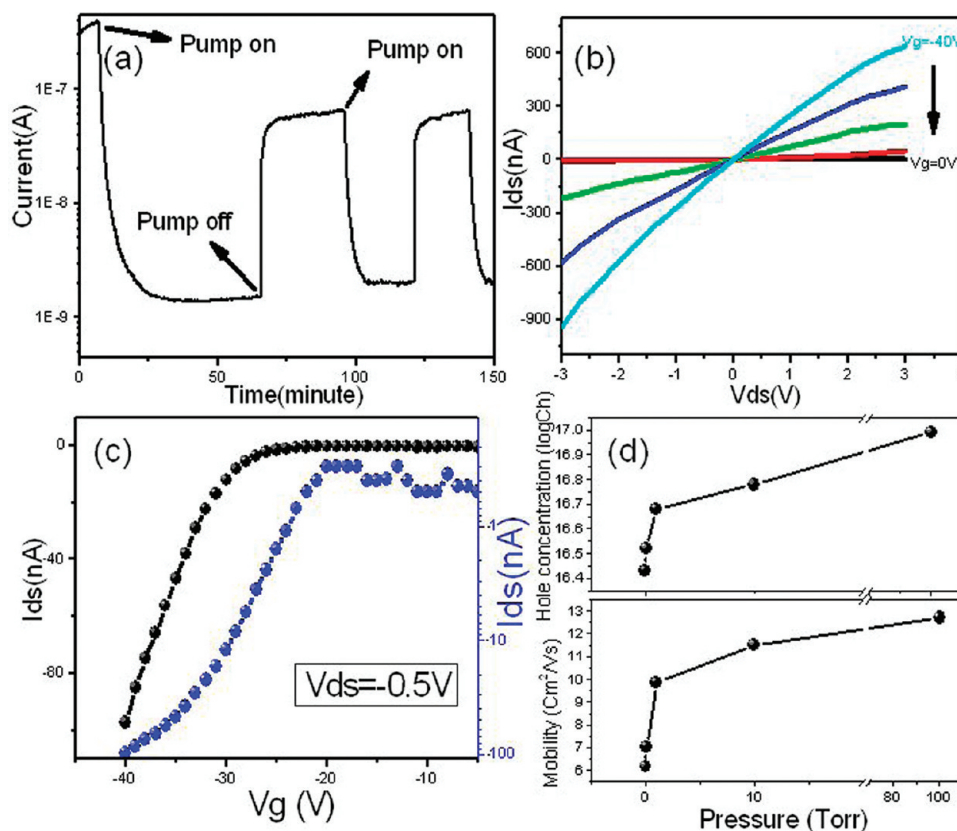 (a)
Pump on
Pump on
Pump off
1E-7
1E-8
1E-9
Current(A)
0
50
100
150
Time(minute)
(b)
Vg=-40V
Vg=0V
600
300
0
-300
-600
-900
Ids(nA)
-3
-2
-1
0
1
2
3
Vds(V)
(c)
0
-40
-80
Ids(nA)
-1
-10
-100
Ids(nA)
Vds=-0.5V
-40
-30
-20
-10
Vg (V)
(d)
17.0
16.9
16.8
16.7
16.6
16.5
16.4
Hole concentration (logCh)
13
12
11
10
9
8
7
6
Mobility (Cm²/Vs)
0
10
80
100
Pressure (Torr)